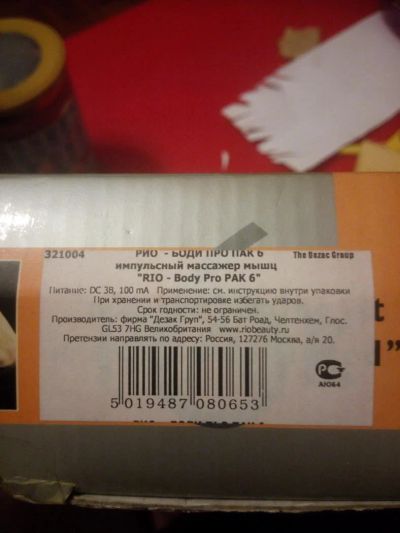 321004
РИО - БОДИ ПРО ПАК 6
The Dezac Group
импульсный массажер мышц
"RIO - Body Pro PAK 6"
Питание: DC 3В, 100 mA Применение: см. инструкцию внутри упаковки
При хранении и транспортировке избегать ударов.
Срок годности: не ограничен.
Производитель: фирма "Дезак Груп", 54-56 Бат Роад, Челтенхем, Глос.
GL53 7HG Великобритания www.riobeauty.ru
Претензии направлять по адресу: Россия, 127276 Москва, а/я 20.
АЮ64
5 019487 080653